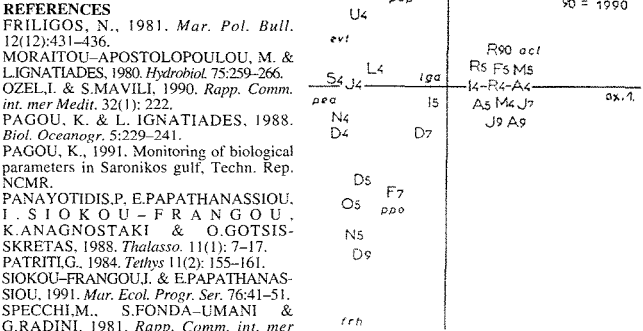 REFERENCES
FRILIGOS, N., 1981. Mar. Pol. Bull.
12(12):431–436.
MORAITOU–APOSTOLOPOULOU, M. &
L.IGNATIADES, 1980. Hydrobiol. 75:259–266.
OZEL,I. & S.MAVILI, 1990. Rapp. Comm.
int. mer Medit. 32(1): 222.
PAGOU, K. & L. IGNATIADES, 1988.
Biol. Oceanogr. 5:229–241.
PAGOU, K., 1991. Monitoring of biological
parameters in Saronikos gulf, Techn. Rep.
NCMR.
PANAYOTIDIS,P, E.PAPATHANASSIOU,
I.SIOKOU–FRANGOU,
K.ANAGNOSTAKI & O.GOTSIS-
SKRETAS, 1988. Thalasso. 11(1): 7–17.
PATRITI,G., 1984. Tethys 11(2): 155–161.
SIOKOU–FRANGOU,I. & E.PAPATHANAS-
SIOU, 1991. Mar. Ecol. Progr. Ser. 76:41–51.
SPECCHI,M., S.FONDA–UMANI &
G.RADINI, 1981. Rapp. Comm. int. mer
90 = 1990
U4
evt
R90 acl
L4 R5 F5 M5
S4 J4 iga I4–R4–A4
pea I5 A5 M4 J7 ax.1.
N4 J9 A9
D4 D7
D5
F7
O5 ppo
N5
D9
frh